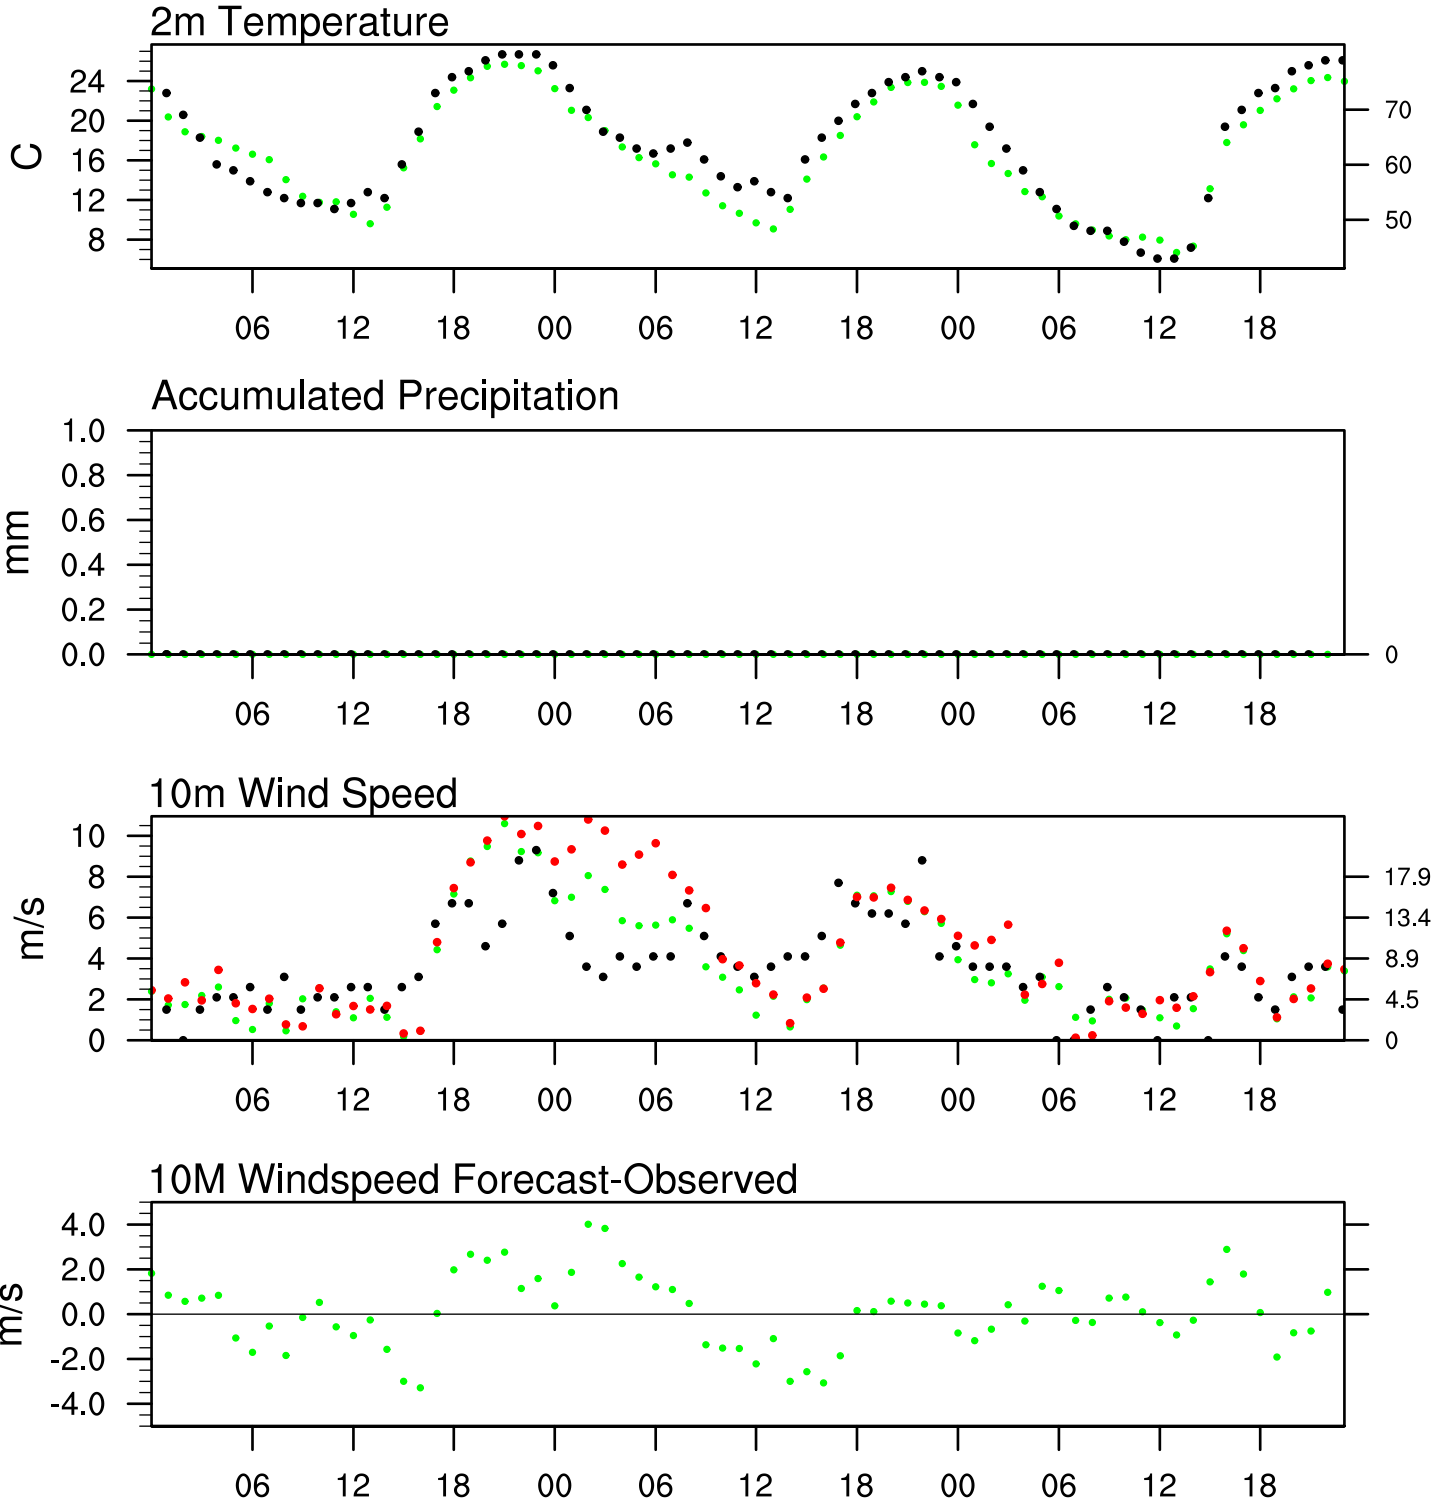 2m Temperature
C
24
20
16
12
8
70
60
50
06 12 18 00 06 12 18 00 06 12 18
Accumulated Precipitation
mm
1.0
0.8
0.6
0.4
0.2
0.0
0
06 12 18 00 06 12 18 00 06 12 18
10m Wind Speed
m/s
10
8
6
4
2
0
17.9
13.4
8.9
4.5
0
06 12 18 00 06 12 18 00 06 12 18
10M Windspeed Forecast-Observed
m/s
4.0
2.0
0.0
-2.0
-4.0
06 12 18 00 06 12 18 00 06 12 18